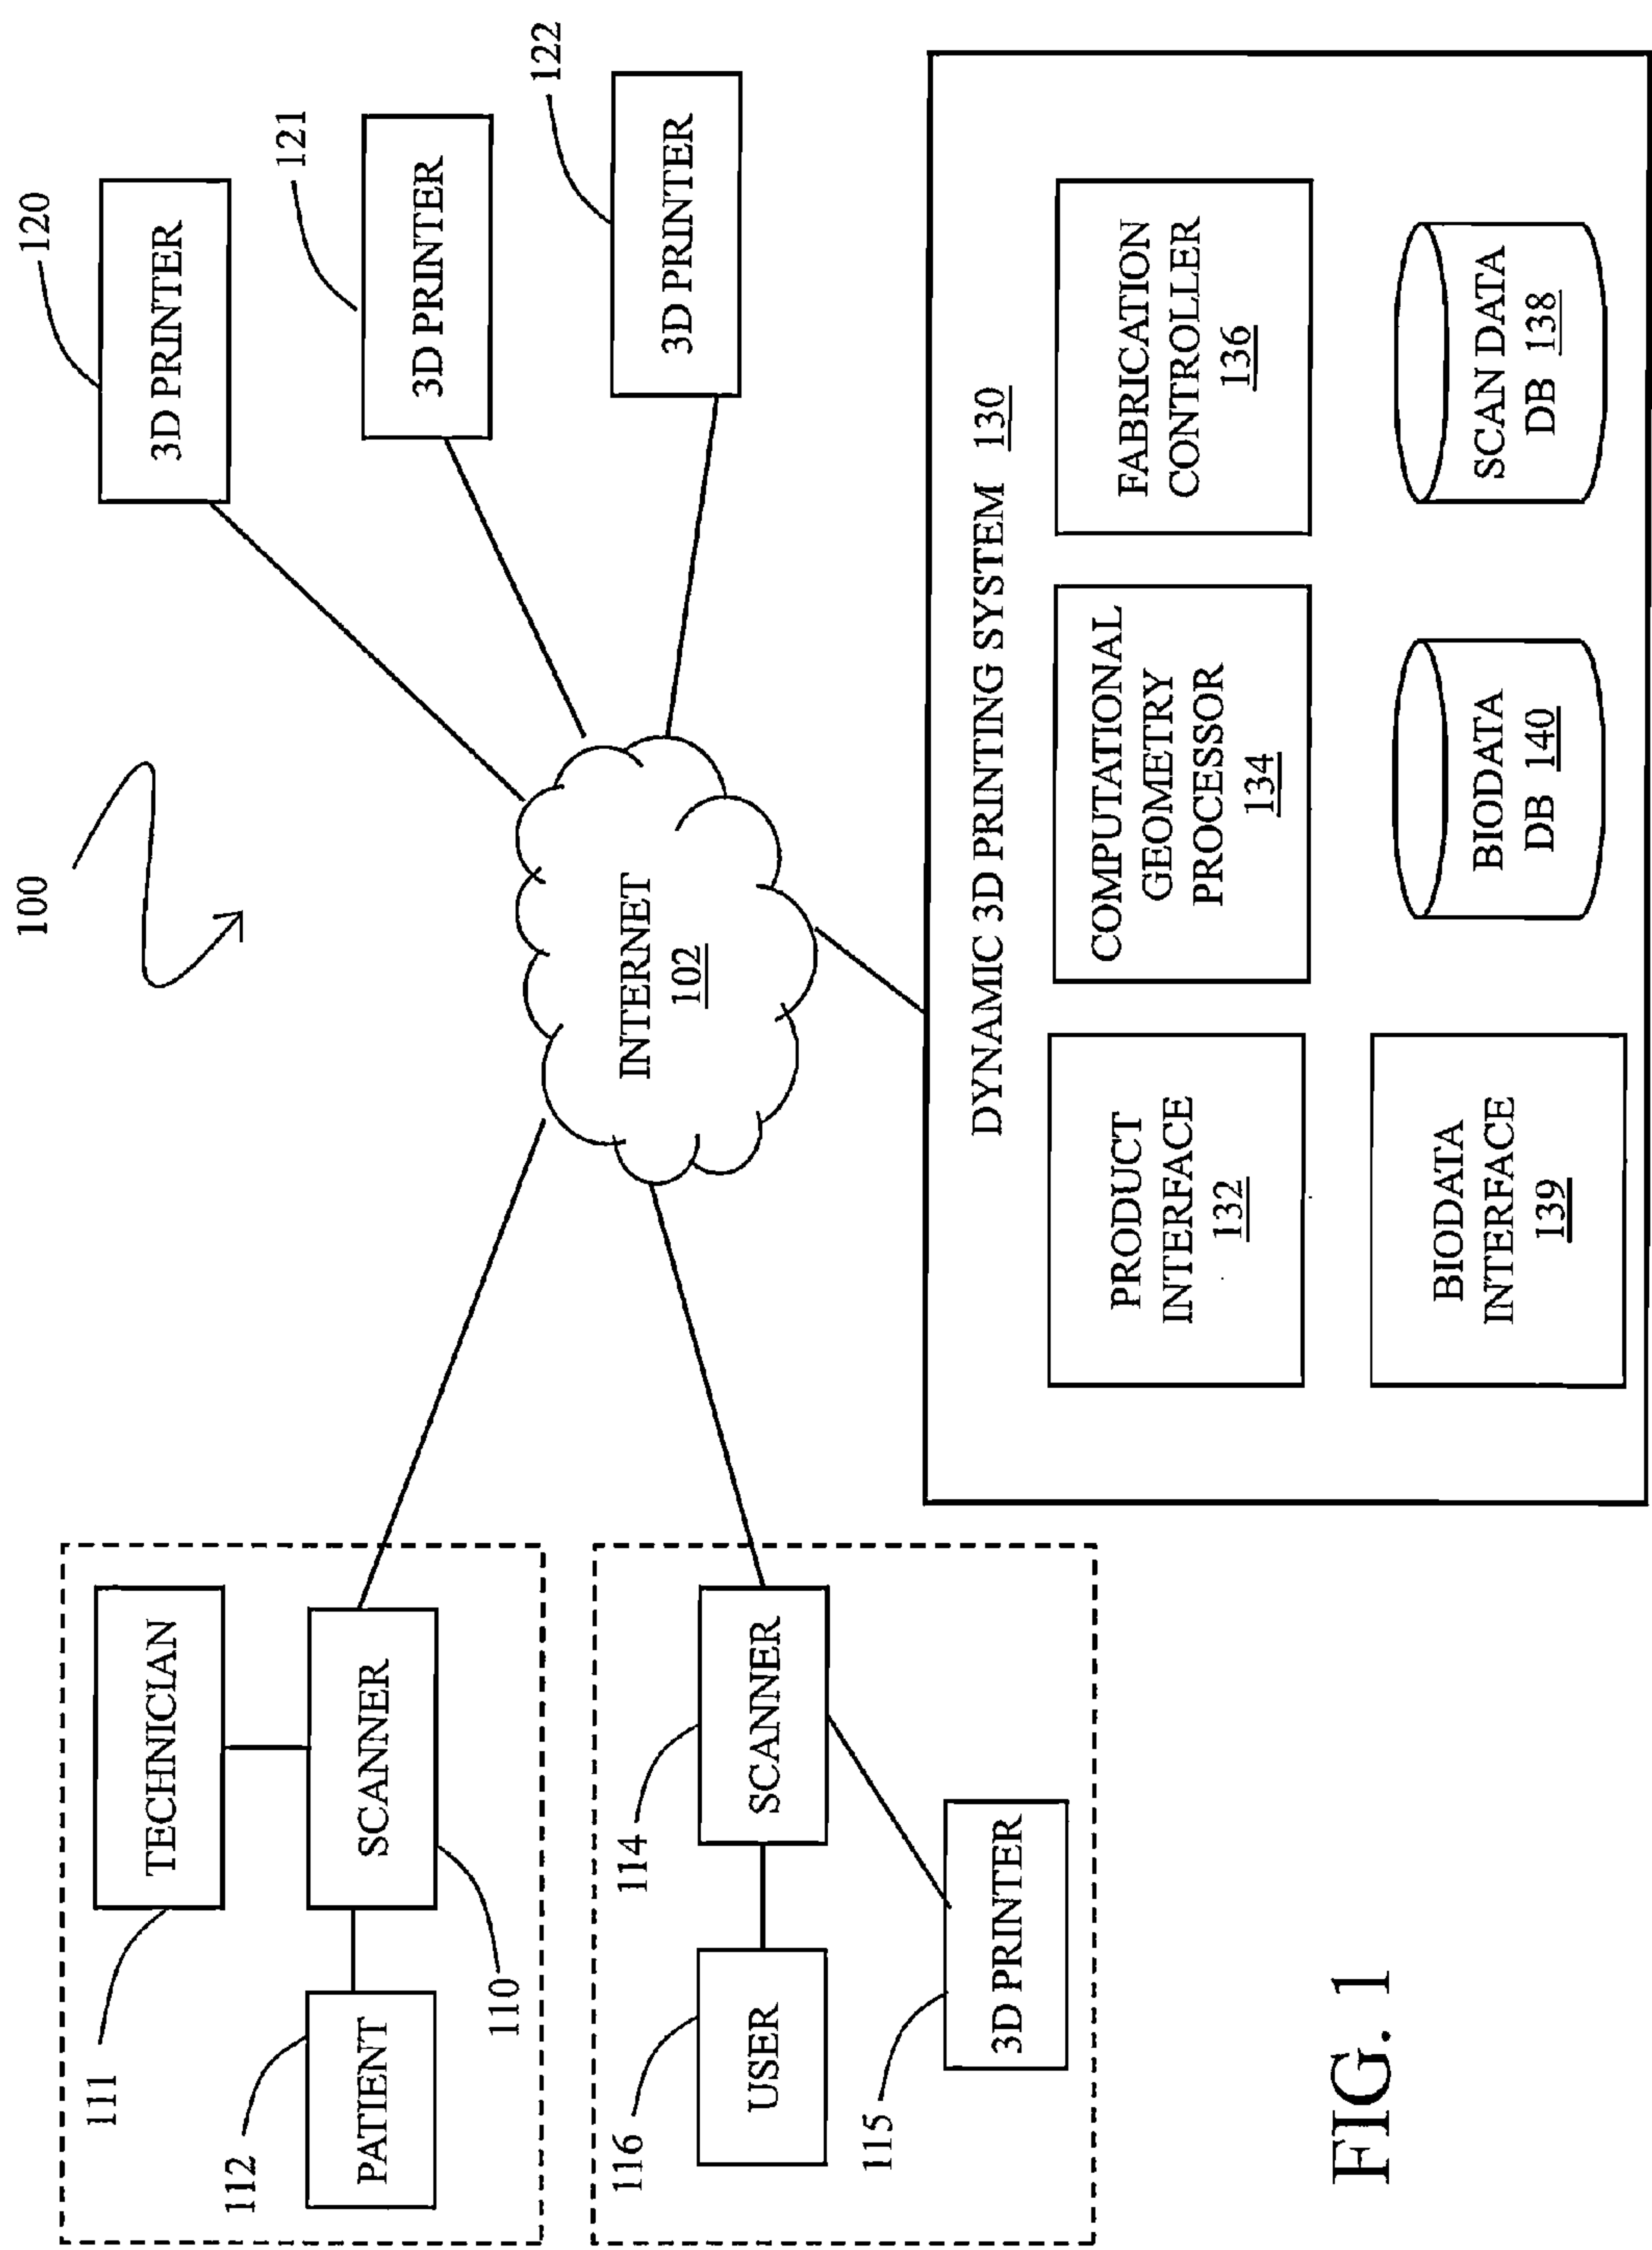 100
111
TECHNICIAN
112
PATIENT
SCANNER
110
116
USER
114
SCANNER
115
3D PRINTER
INTERNET
102
120
3D PRINTER
121
3D PRINTER
122
3D PRINTER
DYNAMIC 3D PRINTING SYSTEM 130
PRODUCT
INTERFACE
132
COMPUTATIONAL
GEOMETRY
PROCESSOR
134
FABRICATION
CONTROLLER
136
BIODATA
INTERFACE
139
BIODATA
DB 140
SCAN DATA
DB 138
FIG. 1